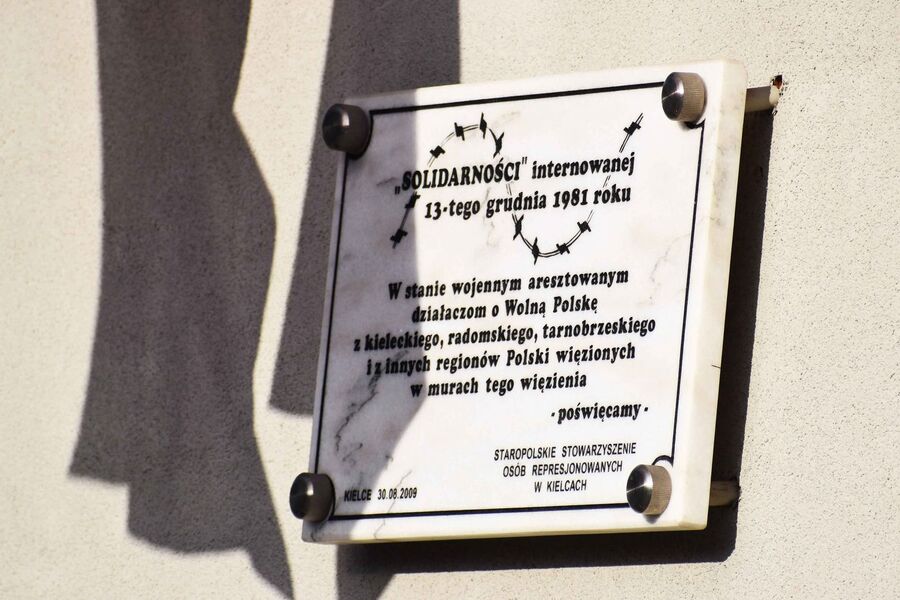 „SOLIDARNOŚCI" internowanej
13-tego grudnia 1981 roku
W stanie wojennym aresztowanym
działaczom o Wolną Polskę
z kieleckiego, radomskiego, tarnobrzeskiego
i z innych regionów Polski więzionych
w murach tego więzienia
- poświęcamy -
STAROPOLSKIE STOWARZYSZENIE
OSÓB REPRESJONOWANYCH
W KIELCACH
KIELCE 30.08.2009